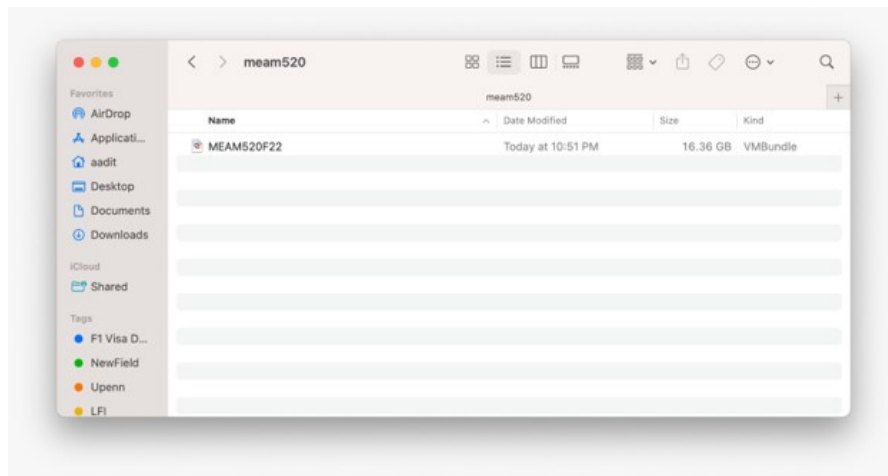 meam520
Favorites
meam520
AirDrop
Name Date Modified Size Kind
Applicati...
MEAM520F22 Today at 10:51 PM 16.36 GB VMBundle
aadit
Desktop
Documents
Downloads
iCloud
Shared
Tags
F1 Visa D...
NewField
Upenn
LFI